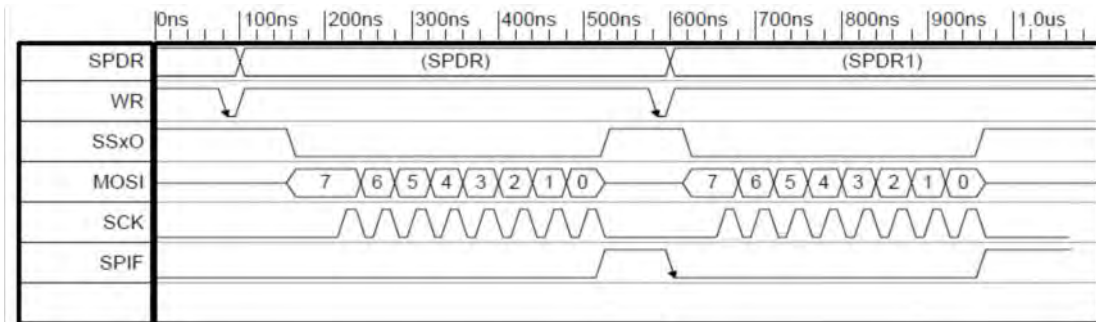 0ns 100ns 200ns 300ns 400ns 500ns 600ns 700ns 800ns 900ns 1.0us
SPDR (SPDR) (SPDR1)
WR
SSxO
MOSI 7 6 5 4 3 2 1 0 7 6 5 4 3 2 1 0
SCK
SPIF